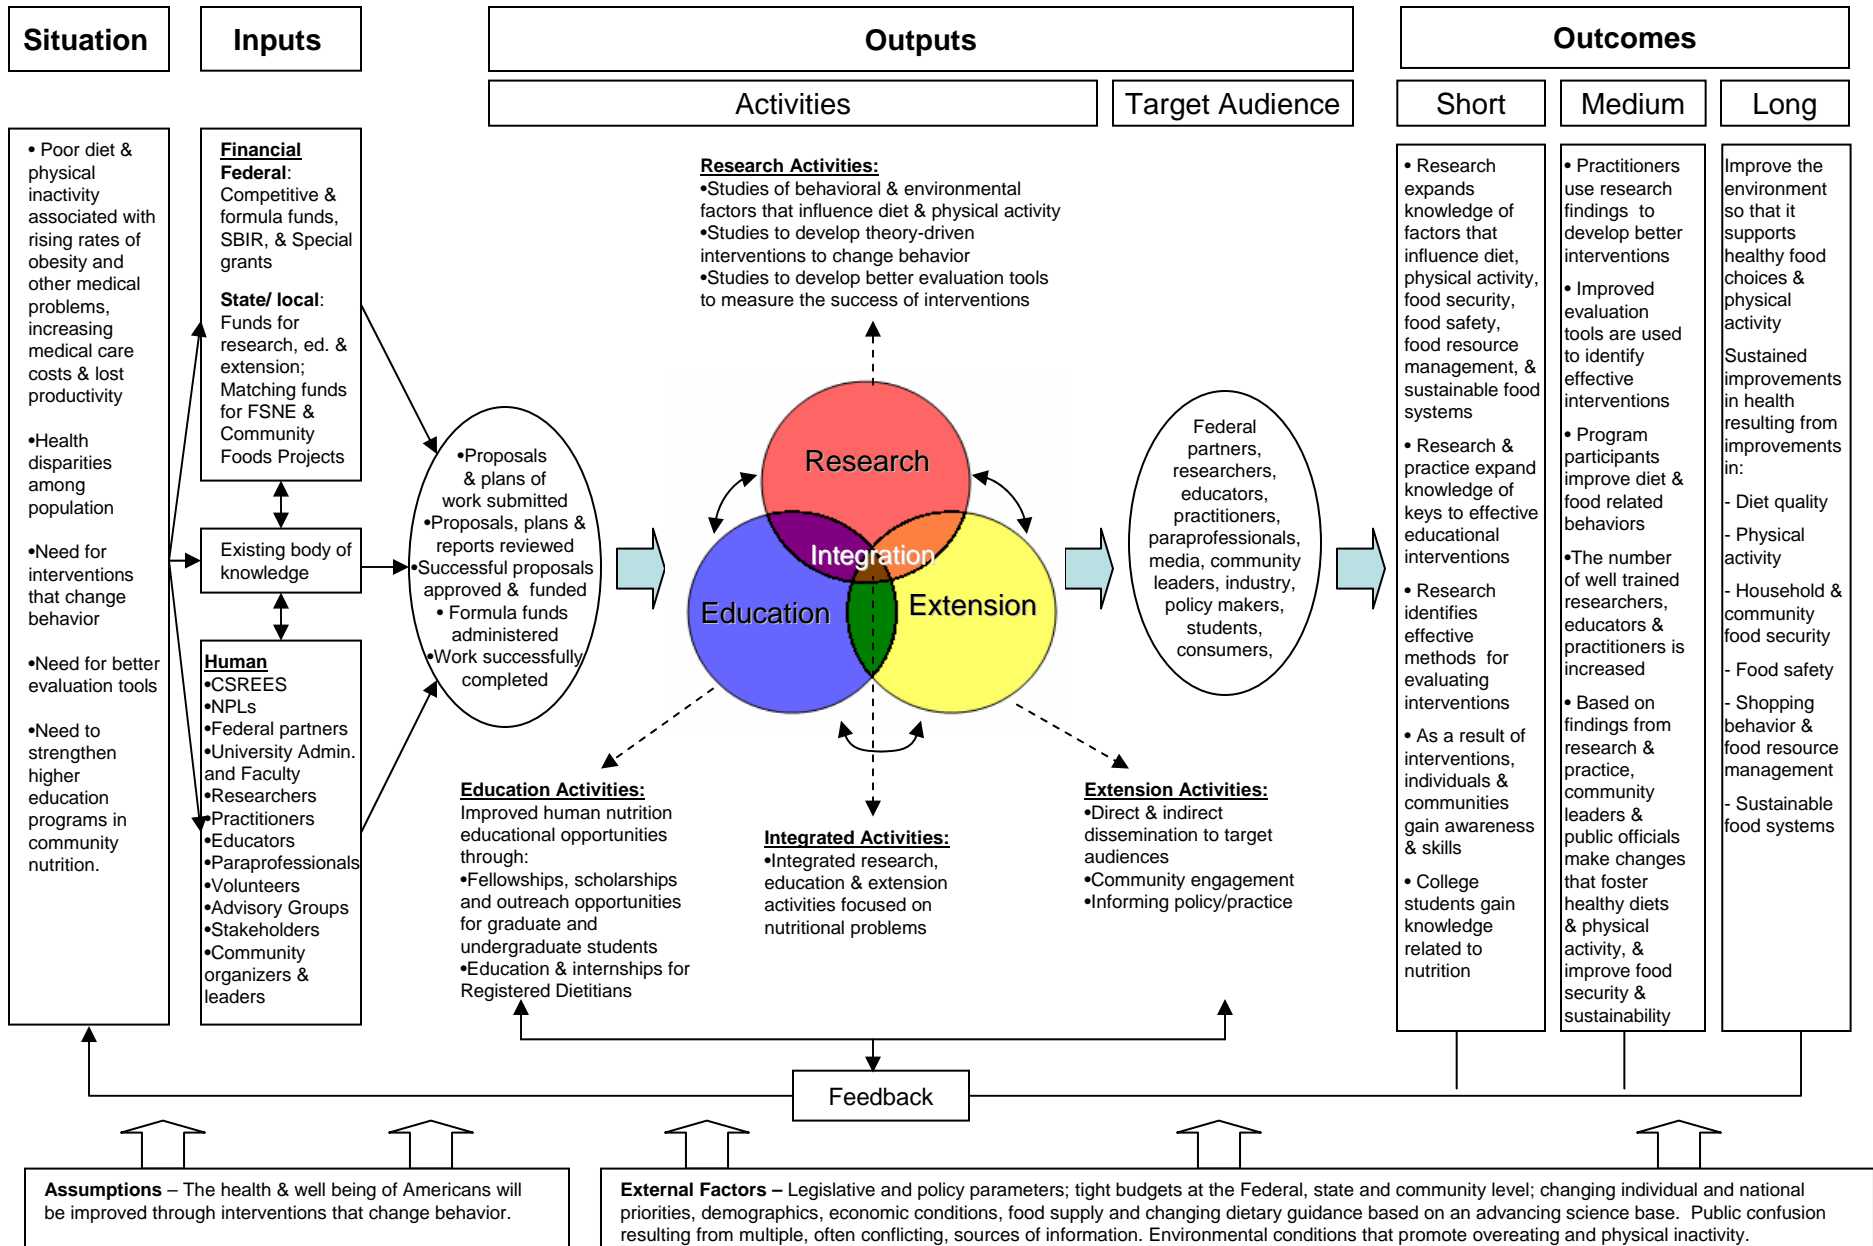 Situation
Inputs
Outputs
Outcomes
Activities
Target Audience
Short
Medium
Long
• Poor diet &
physical
inactivity
associated with
rising rates of
obesity and
other medical
problems,
increasing
medical care
costs & lost
productivity
•Health
disparities
among
population
•Need for
interventions
that change
behavior
•Need for better
evaluation tools
•Need to
strengthen
higher
education
programs in
community
nutrition.
Financial
Federal:
Competitive &
formula funds,
SBIR, & Special
grants
State/ local:
Funds for
research, ed. &
extension;
Matching funds
for FSNE &
Community
Foods Projects
Existing body of
knowledge
Human
•CSREES
•NPLs
•Federal partners
•University Admin.
and Faculty
•Researchers
•Practitioners
•Educators
•Paraprofessionals
•Volunteers
•Advisory Groups
•Stakeholders
•Community
organizers &
leaders
•Proposals
& plans of
work submitted
•Proposals, plans &
reports reviewed
•Successful proposals
approved & funded
• Formula funds
administered
•Work successfully
completed
Research Activities:
•Studies of behavioral & environmental
factors that influence diet & physical activity
•Studies to develop theory-driven
interventions to change behavior
•Studies to develop better evaluation tools
to measure the success of interventions
Research
Integration
Education
Extension
Education Activities:
Improved human nutrition
educational opportunities
through:
•Fellowships, scholarships
and outreach opportunities
for graduate and
undergraduate students
•Education & internships for
Registered Dietitians
Integrated Activities:
•Integrated research,
education & extension
activities focused on
nutritional problems
Extension Activities:
•Direct & indirect
dissemination to target
audiences
•Community engagement
•Informing policy/practice
Federal
partners,
researchers,
educators,
practitioners,
paraprofessionals,
media, community
leaders, industry,
policy makers,
students,
consumers,
• Research
expands
knowledge of
factors that
influence diet,
physical activity,
food security,
food safety,
food resource
management, &
sustainable food
systems
• Research &
practice expand
knowledge of
keys to effective
educational
interventions
• Research
identifies
effective
methods for
evaluating
interventions
• As a result of
interventions,
individuals &
communities
gain awareness
& skills
• College
students gain
knowledge
related to
nutrition
• Practitioners
use research
findings to
develop better
interventions
• Improved
evaluation
tools are used
to identify
effective
interventions
• Program
participants
improve diet &
food related
behaviors
•The number
of well trained
researchers,
educators &
practitioners is
increased
• Based on
findings from
research &
practice,
community
leaders &
public officials
make changes
that foster
healthy diets
& physical
activity, &
improve food
security &
sustainability
Improve the
environment
so that it
supports
healthy food
choices &
physical
activity
Sustained
improvements
in health
resulting from
improvements
in:
- Diet quality
- Physical
activity
- Household &
community
food security
- Food safety
- Shopping
behavior &
food resource
management
- Sustainable
food systems
Feedback
Assumptions – The health & well being of Americans will
be improved through interventions that change behavior.
External Factors – Legislative and policy parameters; tight budgets at the Federal, state and community level; changing individual and national
priorities, demographics, economic conditions, food supply and changing dietary guidance based on an advancing science base. Public confusion
resulting from multiple, often conflicting, sources of information. Environmental conditions that promote overeating and physical inactivity.